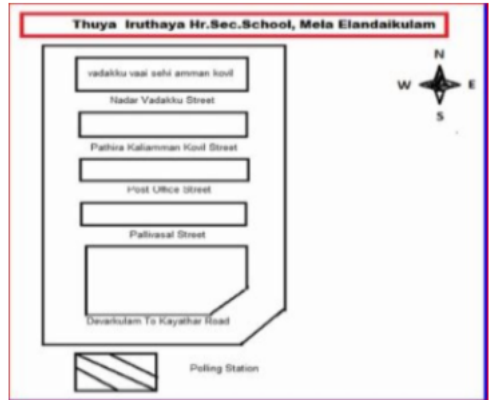 Thuya Iruthaya Hr.Sec.School, Mela Elandaikulam
N
W E
S
vadakku vaai selvi amman kovil
Nadar Vadakku Street
Pathira Kaliamman Kovil Street
Post Office Street
Pallivasal Street
Devarkulam To Kayathar Road
Polling Station